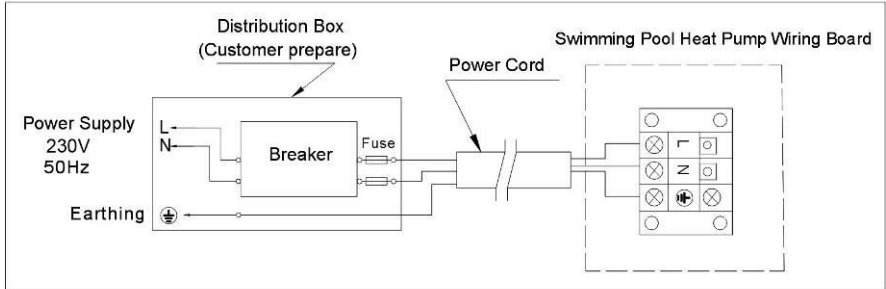 Distribution Box
(Customer prepare)
Swimming Pool Heat Pump Wiring Board
Power Cord
Power Supply
230V
50Hz
L
N
Breaker
Fuse
Earthing
L
N